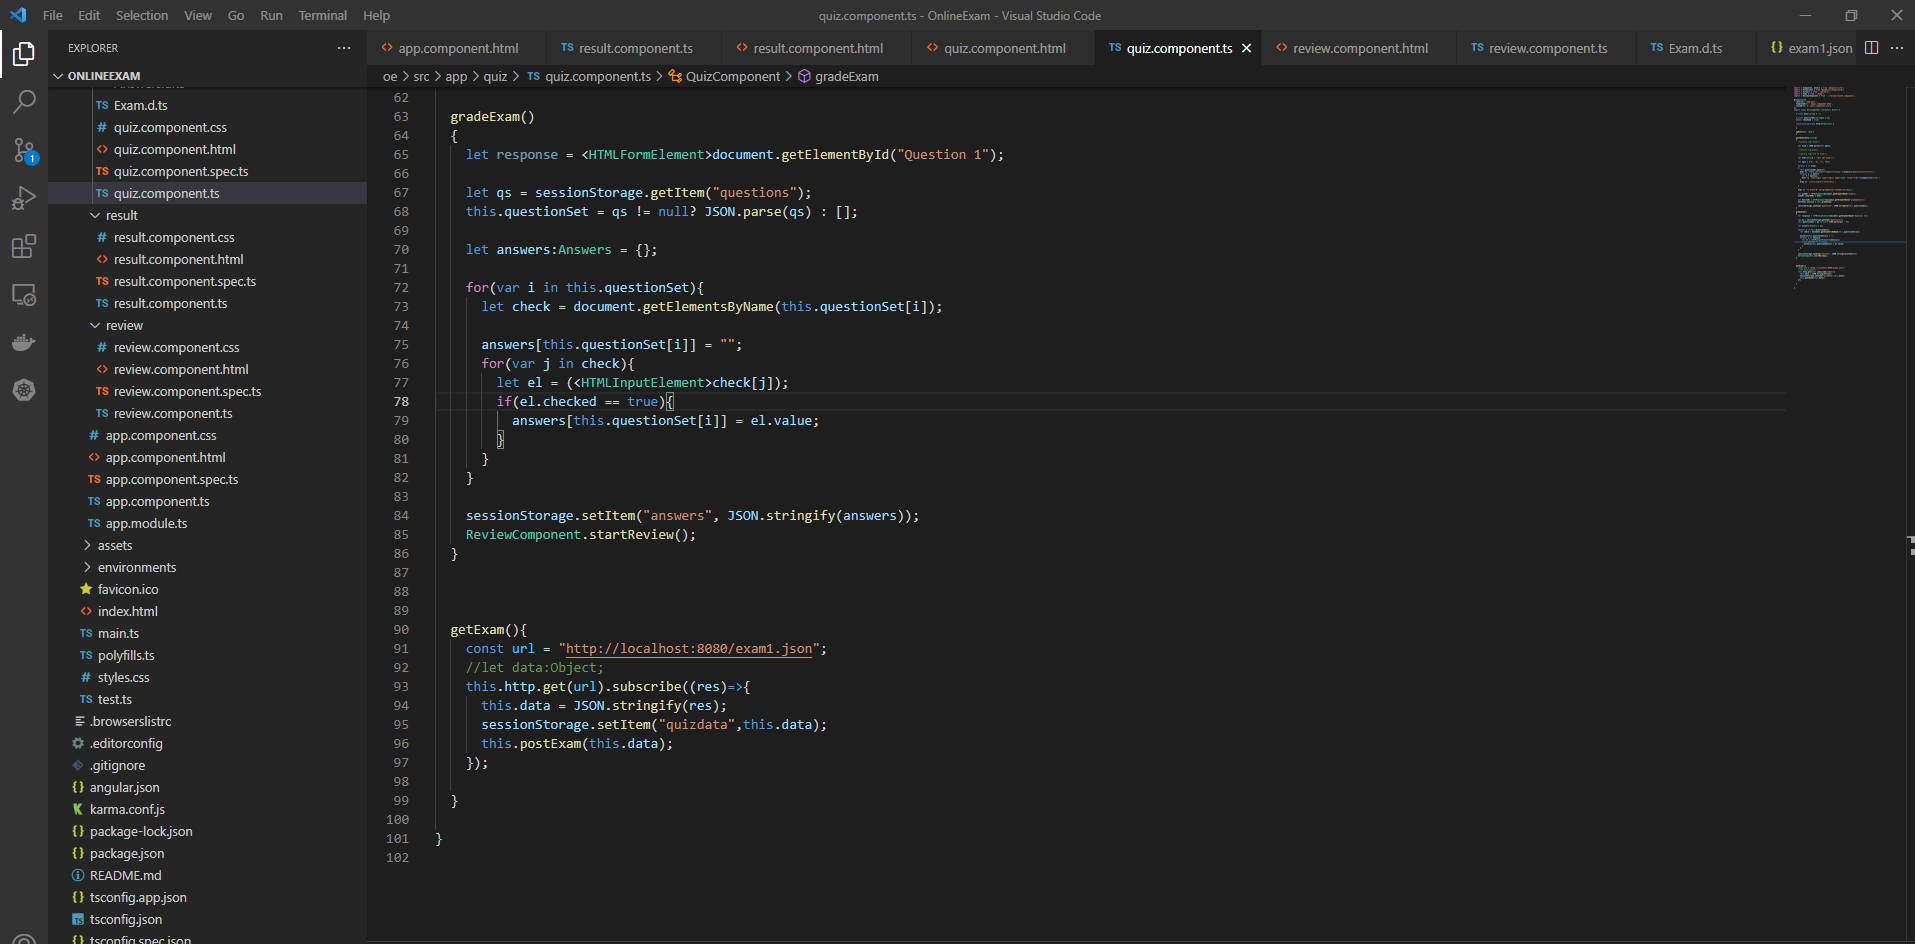 File Edit Selection View Go Run Terminal Help
quiz.component.ts - OnlineExam - Visual Studio Code
EXPLORER
app.component.html
TS result.component.ts
result.component.html
quiz.component.html
TS quiz.component.ts
review.component.html
TS review.component.ts
TS Exam.d.ts
{} exam1.json
ONLINEEXAM
oe > src > app > quiz > TS quiz.component.ts > QuizComponent > gradeExam
1
TS Exam.d.ts
# quiz.component.css
<> quiz.component.html
TS quiz.component.spec.ts
TS quiz.component.ts
result
# result.component.css
<> result.component.html
TS result.component.spec.ts
TS result.component.ts
review
# review.component.css
<> review.component.html
TS review.component.spec.ts
TS review.component.ts
# app.component.css
<> app.component.html
TS app.component.spec.ts
TS app.component.ts
TS app.module.ts
assets
environments
favicon.ico
<> index.html
TS main.ts
TS polyfills.ts
# styles.css
TS test.ts
.browserslistrc
.editorconfig
.gitignore
{} angular.json
karma.conf.js
{} package-lock.json
{} package.json
README.md
{} tsconfig.app.json
TS tsconfig.json
{} tsconfig.spec.json
62
63 gradeExam()
64 {
65 let response = <HTMLFormElement>document.getElementById("Question 1");
66
67 let qs = sessionStorage.getItem("questions");
68 this.questionSet = qs != null? JSON.parse(qs) : [];
69
70 let answers:Answers = {};
71
72 for(var i in this.questionSet){
73 let check = document.getElementsByName(this.questionSet[i]);
74
75 answers[this.questionSet[i]] = "";
76 for(var j in check){
77 let el = (<HTMLInputElement>check[j]);
78 if(el.checked == true){
79 answers[this.questionSet[i]] = el.value;
80 }
81 }
82 }
83
84 sessionStorage.setItem("answers", JSON.stringify(answers));
85 ReviewComponent.startReview();
86 }
87
88
89
90 getExam(){
91 const url = "http://localhost:8080/exam1.json";
92 //let data:Object;
93 this.http.get(url).subscribe((res)=>{
94 this.data = JSON.stringify(res);
95 sessionStorage.setItem("quizdata",this.data);
96 this.postExam(this.data);
97 });
98
99 }
100
101 }
102